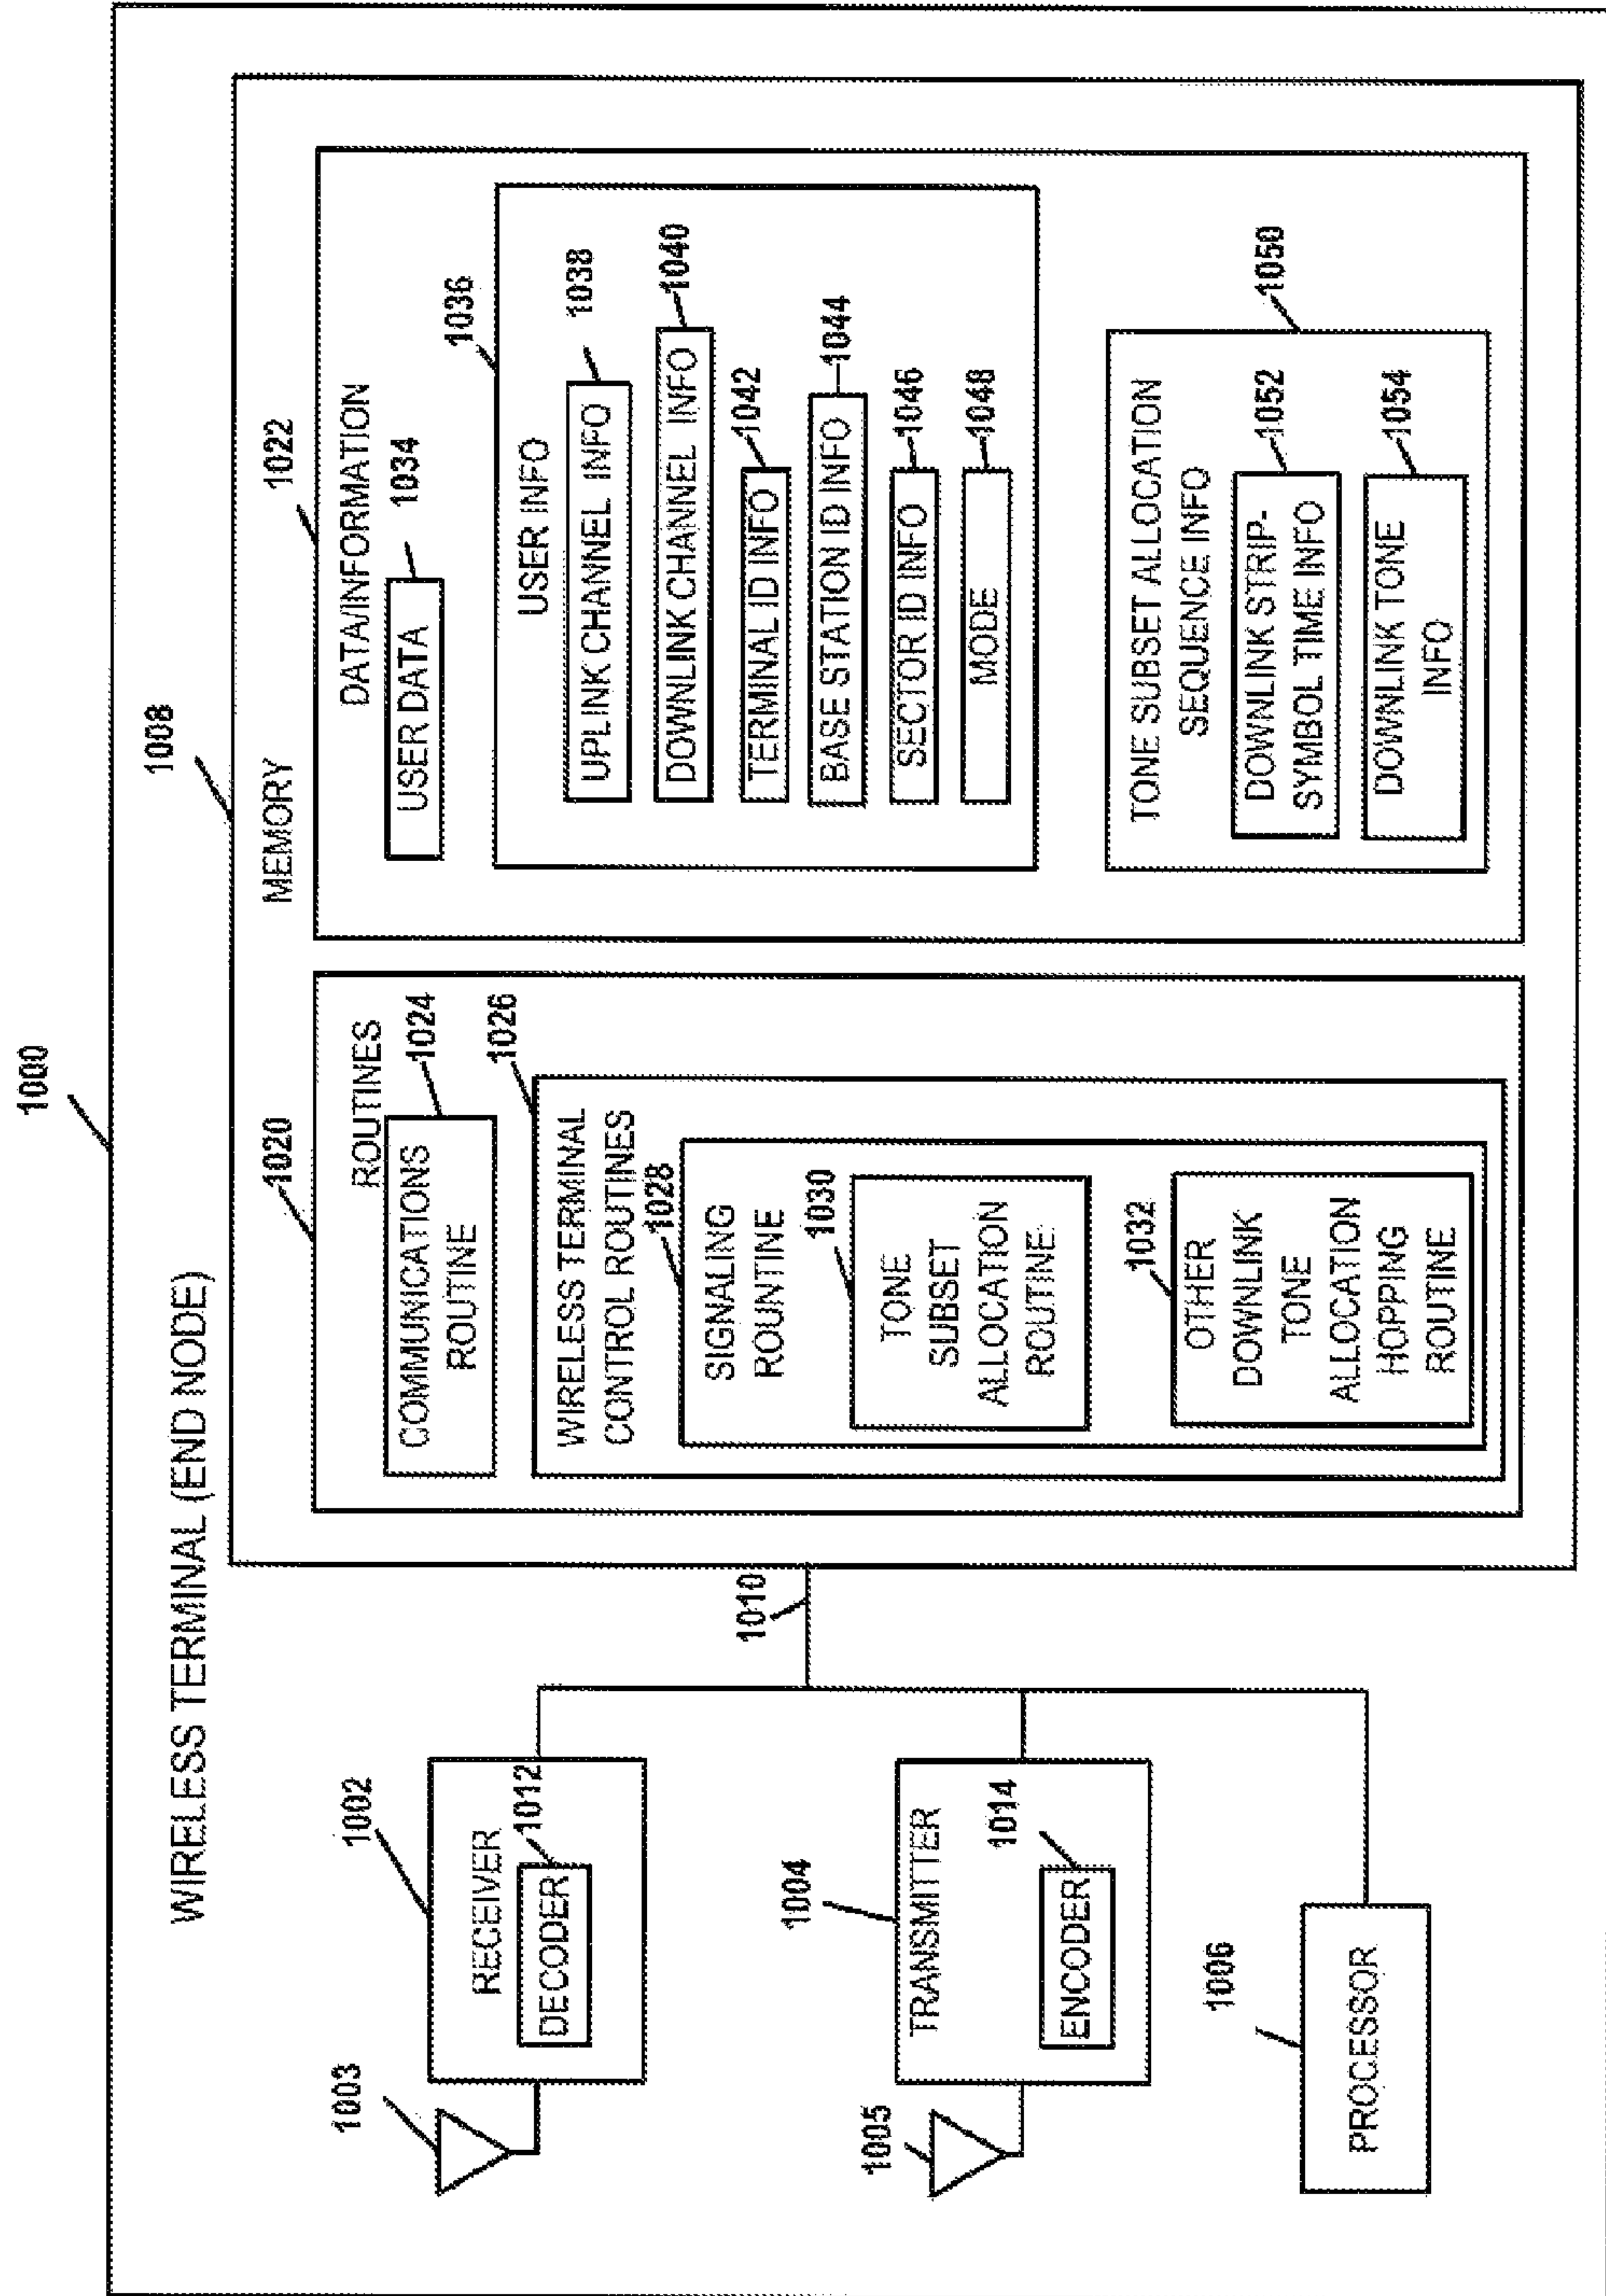 1000
WIRELESS TERMINAL (END NODE)
1003
1002
RECEIVER
1012
DECODER
1005
1004
TRANSMITTER
1014
ENCODER
1006
PROCESSOR
1010
1008
MEMORY
1020
ROUTINES
1024
COMMUNICATIONS
ROUTINE
1026
WIRELESS TERMINAL
CONTROL ROUTINES
1028
SIGNALING
ROUNTINE
1030
TONE
SUBSET
ALLOCATION
ROUTINE
1032
OTHER
DOWNLINK
TONE
ALLOCATION
HOPPING
ROUTINE
1022
DATA/INFORMATION
1034
USER DATA
1036
USER INFO
1038
UPLINK CHANNEL INFO
1040
DOWNLINK CHANNEL INFO
1042
TERMINAL ID INFO
1044
BASE STATION ID INFO
1046
SECTOR ID INFO
1048
MODE
1050
TONE SUBSET ALLOCATION
SEQUENCE INFO
1052
DOWNLINK STRIP-
SYMBOL TIME INFO
1054
DOWNLINK TONE
INFO